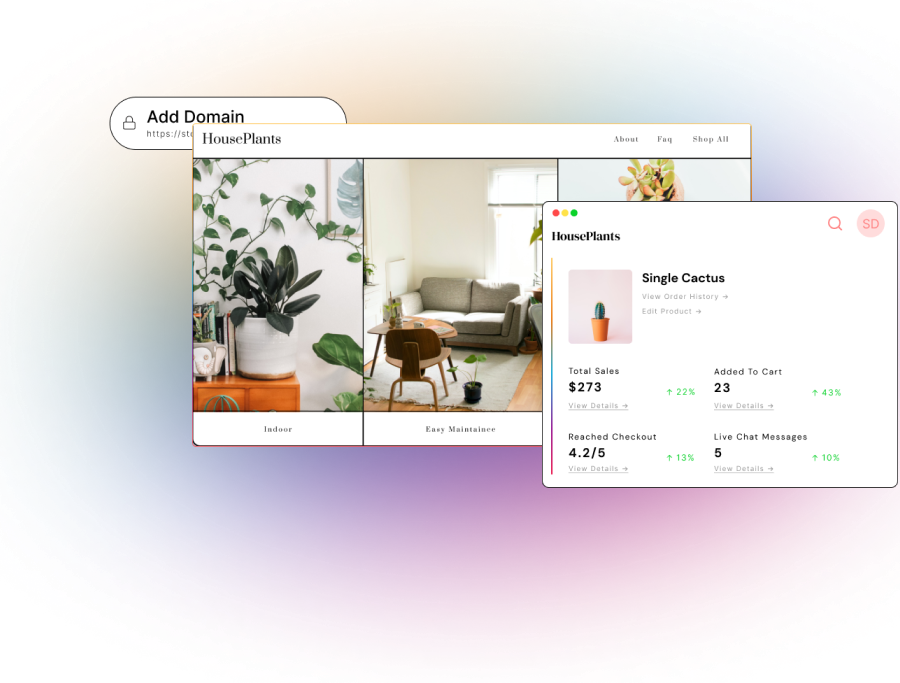 Add Domain
https://st
HousePlants
About Faq Shop All
Indoor
Easy Maintaince
HousePlants
SD
Single Cactus
View Order History →
Edit Product →
Total Sales
$273
↑ 22%
View Details →
Added To Cart
23
↑ 43%
View Details →
Reached Checkout
4.2/5
↑ 13%
View Details →
Live Chat Messages
5
↑ 10%
View Details →